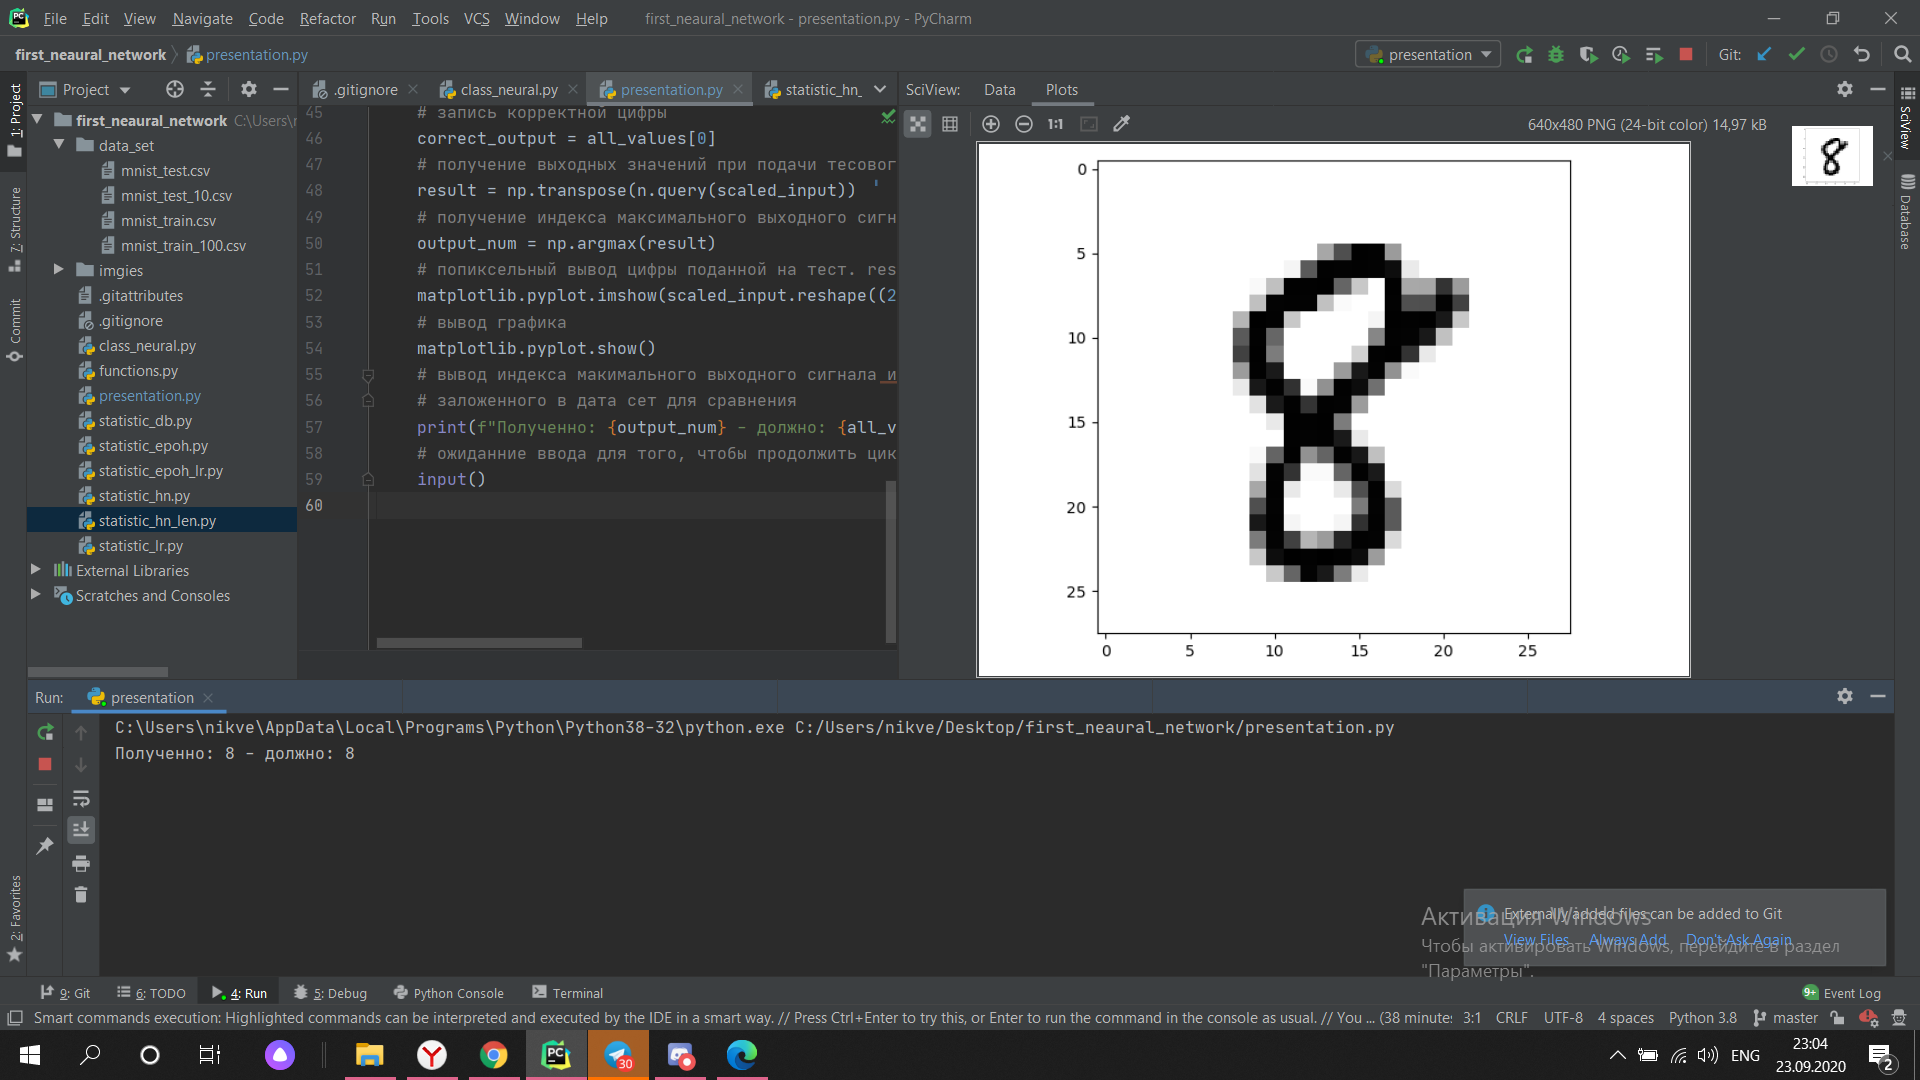 File Edit View Navigate Code Refactor Run Tools VCS Window Help first_neaural_network - presentation.py - PyCharm
first_neaural_network presentation.py presentation Git:
Project .gitignore class_neural.py presentation.py statistic_hn_ SciView: Data Plots
1: Project
7: Structure
Commit
2: Favorites
first_neaural_network C:\Users\r
data_set
mnist_test.csv
mnist_test_10.csv
mnist_train.csv
mnist_train_100.csv
imgies
.gitattributes
.gitignore
class_neural.py
functions.py
presentation.py
statistic_db.py
statistic_epoh.py
statistic_epoh_lr.py
statistic_hn.py
statistic_hn_len.py
statistic_lr.py
External Libraries
Scratches and Consoles
45 # запись корректной цифры
46 correct_output = all_values[0]
47 # получение выходных значений при подачи тесовог
48 result = np.transpose(n.query(scaled_input)) '
49 # получение индекса максимального выходного сигн
50 output_num = np.argmax(result)
51 # попиксельный вывод цифры поданной на тест. res
52 matplotlib.pyplot.imshow(scaled_input.reshape((2
53 # вывод графика
54 matplotlib.pyplot.show()
55 # вывод индекса макимального выходного сигнала и
56 # заложенного в дата сет для сравнения
57 print(f"Полученно: {output_num} - должно: {all_v
58 # ожиданние ввода для того, чтобы продолжить цик
59 input()
60
1:1 640x480 PNG (24-bit color) 14,97 kB
0
5
10
15
20
25
0 5 10 15 20 25
8
SciView
Database
Run: presentation
C:\Users\nikve\AppData\Local\Programs\Python\Python38-32\python.exe C:/Users/nikve/Desktop/first_neaural_network/presentation.py
Полученно: 8 - должно: 8
Externally added files can be added to Git
View Files Always Add Don't Ask Again
Активация Windows
Чтобы активировать Windows, перейдите в раздел
"Параметры".
9: Git 6: TODO 4: Run 5: Debug Python Console Terminal 9+ Event Log
Smart commands execution: Highlighted commands can be interpreted and executed by the IDE in a smart way. // Press Ctrl+Enter to try this, or Enter to run the command in the console as usual. // You ... (38 minutes 3:1 CRLF UTF-8 4 spaces Python 3.8 master
PC 30 ENG 23:04
23.09.2020 2